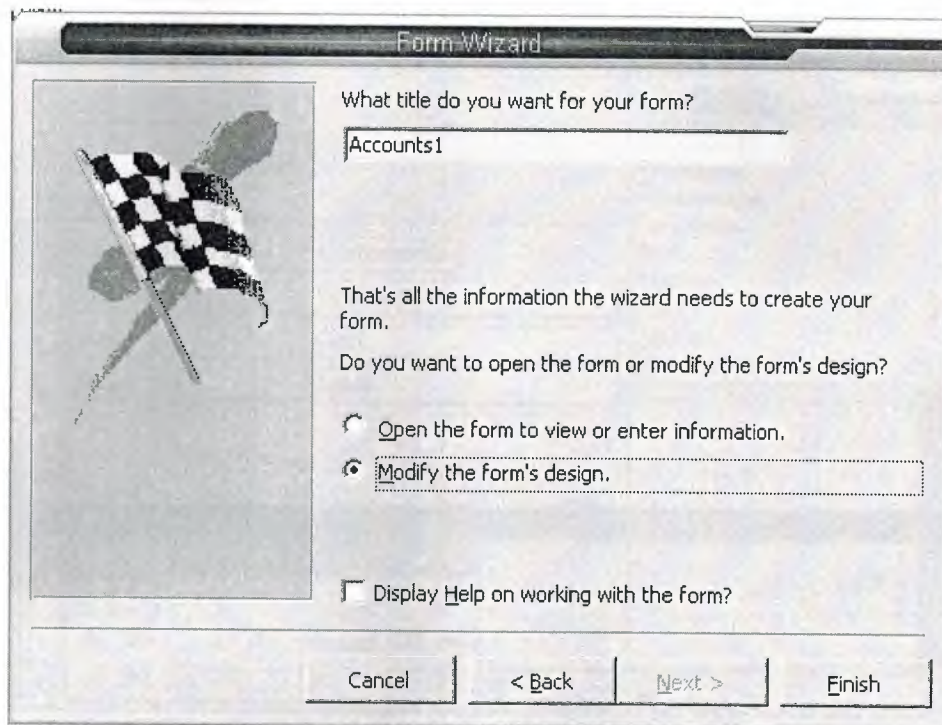 Form Wizard
What title do you want for your form?
Accounts1
That's all the information the wizard needs to create your
form.
Do you want to open the form or modify the form's design?
Open the form to view or enter information.
Modify the form's design.
Display Help on working with the form?
Cancel
< Back
Next >
Finish